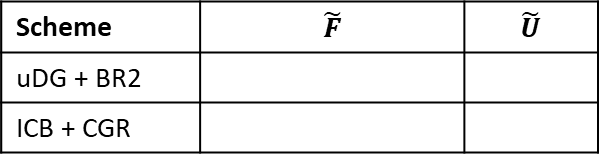 Scheme F̃ Ũ
uDG + BR2
ICB + CGR